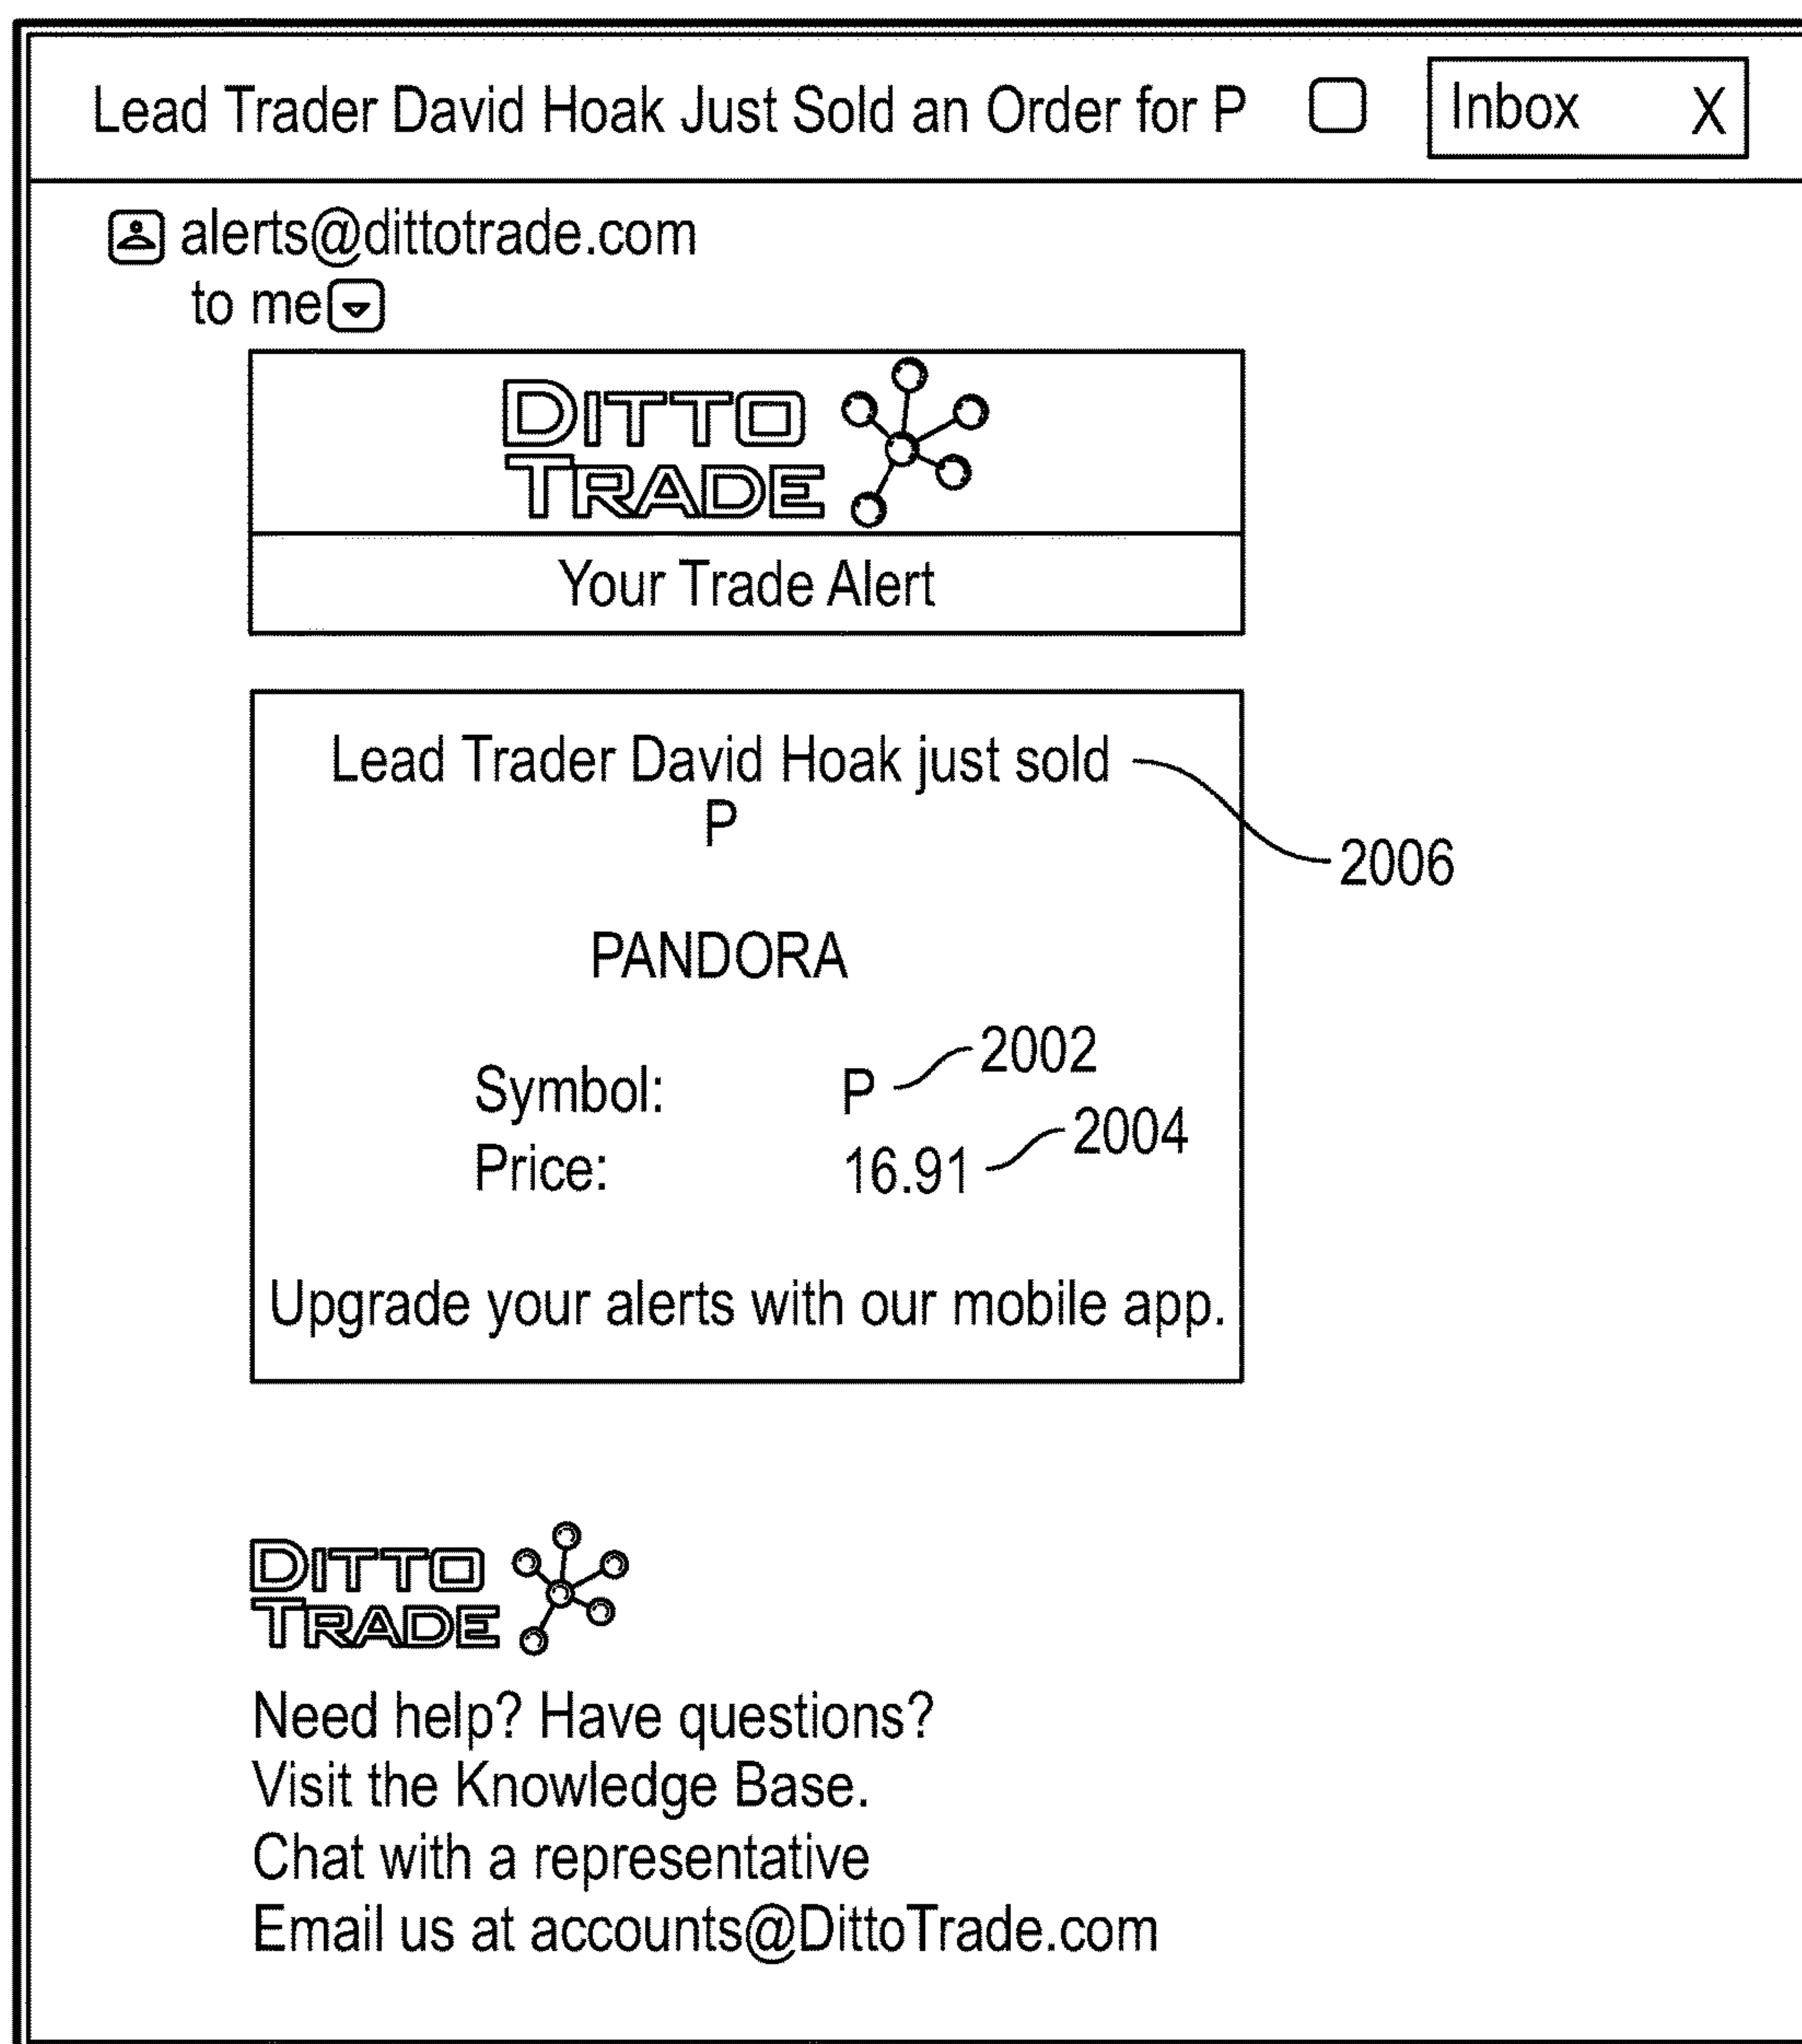 Lead Trader David Hoak Just Sold an Order for P Inbox X
alerts@dittotrade.com
to me
DITTO
TRADE
Your Trade Alert
Lead Trader David Hoak just sold
P
2006
PANDORA
2002
Symbol: P
2004
Price: 16.91
Upgrade your alerts with our mobile app.
DITTO
TRADE
Need help? Have questions?
Visit the Knowledge Base.
Chat with a representative
Email us at accounts@DittoTrade.com